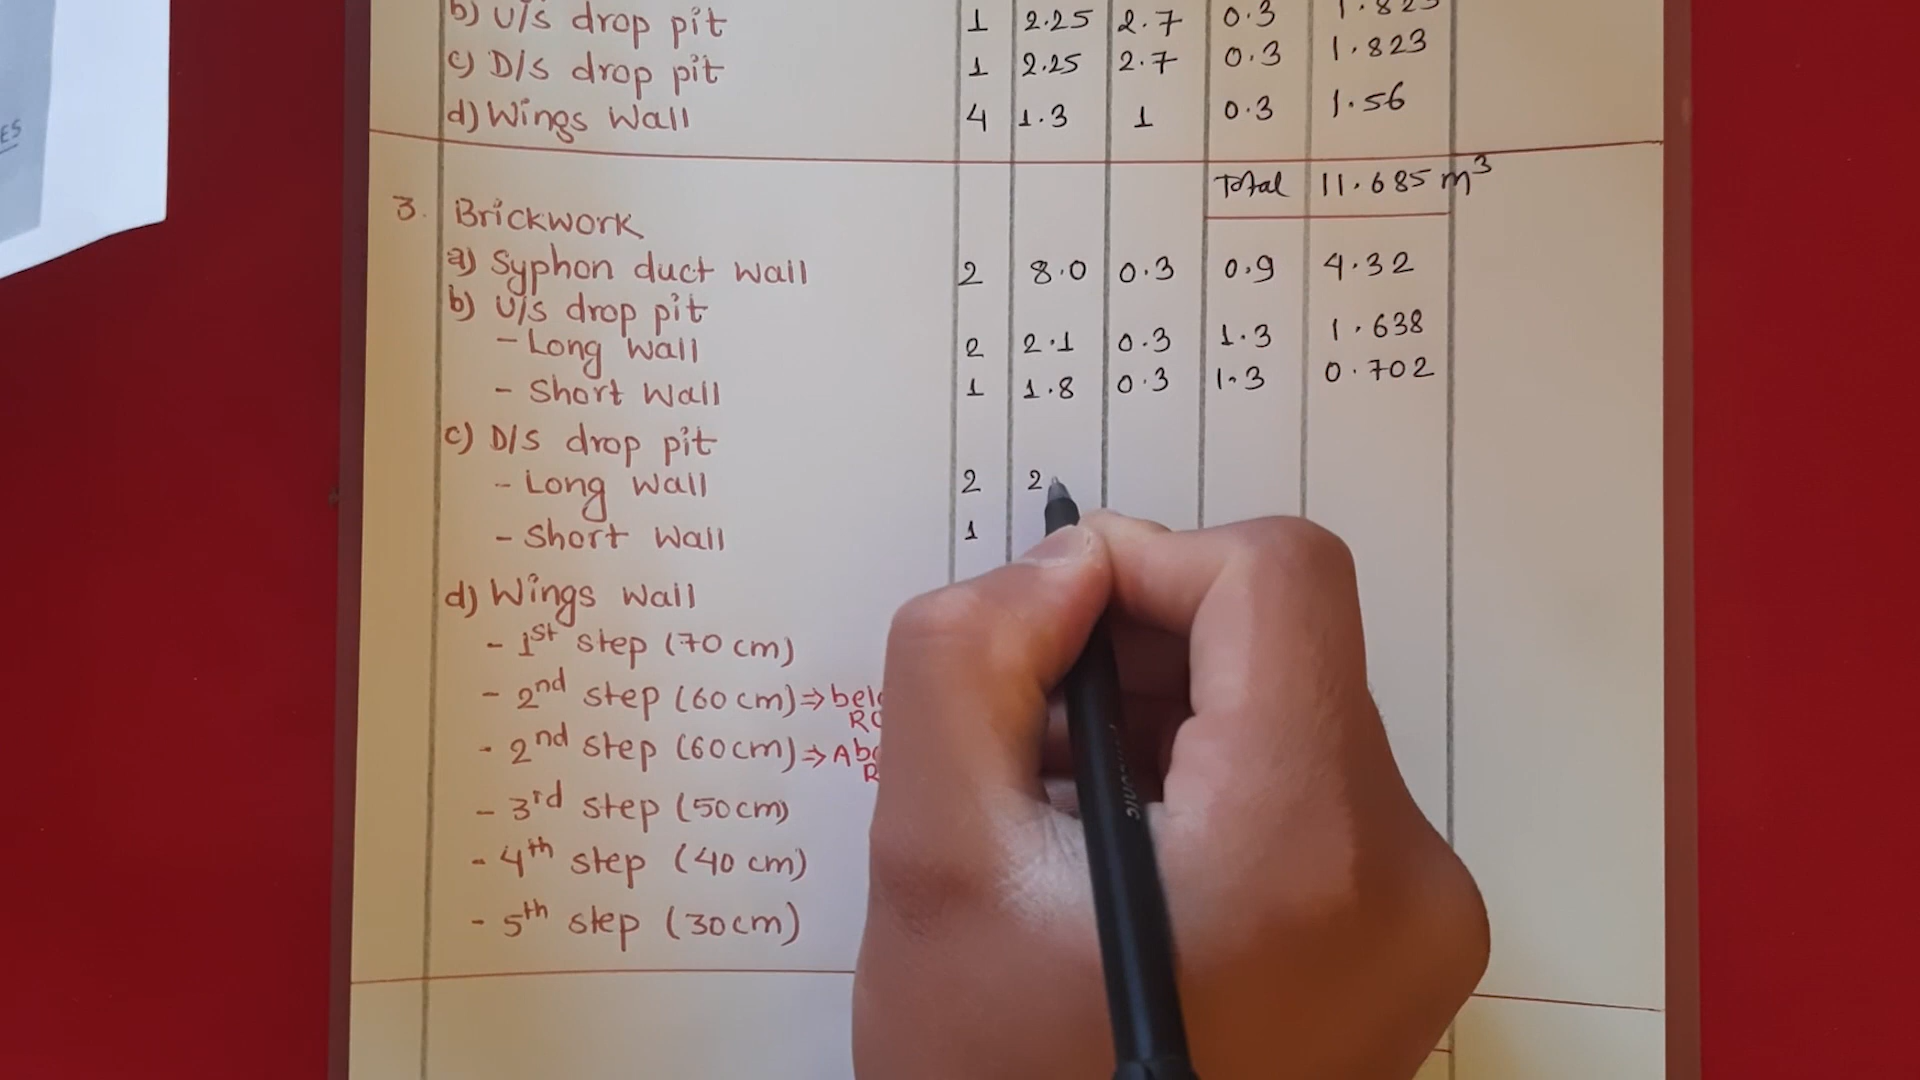 ES
b) U/S drop pit 1 2.25 2.7 0.3 1.823
c) D/S drop pit 1 2.25 2.7 0.3 1.823
d) Wings Wall 4 1.3 1 0.3 1.56
Total 11.685 m³
3. Brickwork
a) Syphon duct wall 2 8.0 0.3 0.9 4.32
b) U/S drop pit
- Long wall 2 2.1 0.3 1.3 1.638
- Short wall 1 1.8 0.3 1.3 0.702
c) D/S drop pit
- Long wall 2 2.
- Short wall 1
d) Wings wall
- 1st step (70 cm)
- 2nd step (60 cm) ⇒
- 2nd step (60cm) ⇒
- 3rd step (50cm)
- 4th step (40 cm)
- 5th step (30cm)